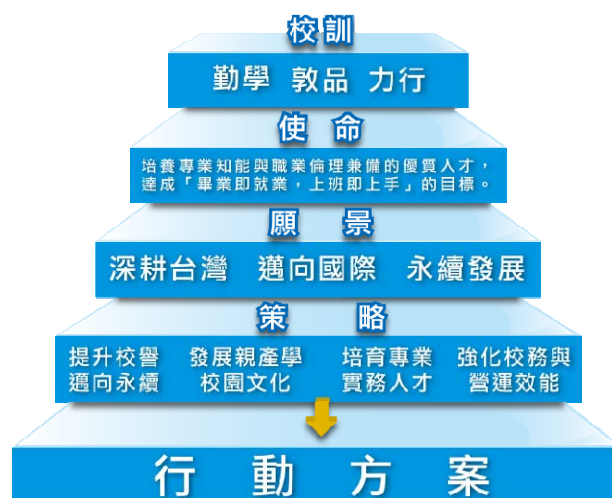 校訓
勤學 敦品 力行
使命
培養專業知能與職業倫理兼備的優質人才，
達成「畢業即就業，上班即上手」的目標。
願景
深耕台灣 邁向國際 永續發展
策略
提升校譽 發展親產學 培育專業 強化校務與
邁向永續 校園文化 實務人才 營運效能
行動方案